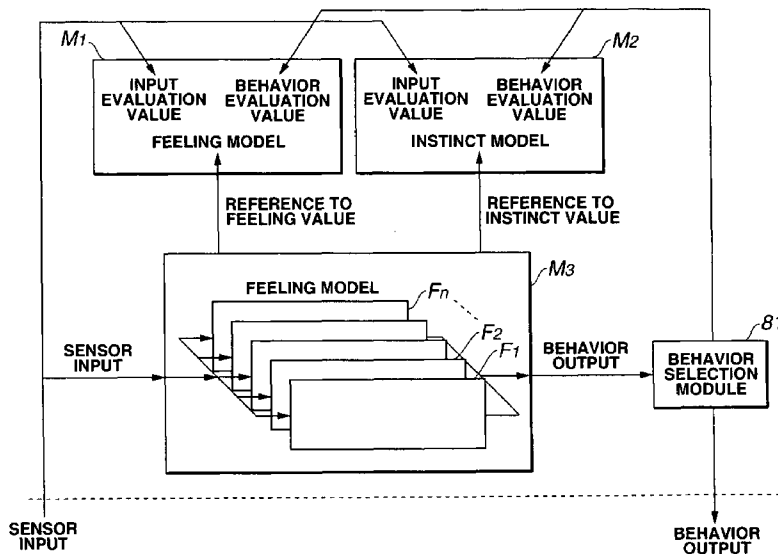 M1
M2
INPUT
EVALUATION
VALUE
BEHAVIOR
EVALUATION
VALUE
FEELING MODEL
INPUT
EVALUATION
VALUE
BEHAVIOR
EVALUATION
VALUE
INSTINCT MODEL
REFERENCE TO
FEELING VALUE
REFERENCE TO
INSTINCT VALUE
M3
FEELING MODEL
Fn
F2
F1
SENSOR
INPUT
BEHAVIOR
OUTPUT
81
BEHAVIOR
SELECTION
MODULE
SENSOR
INPUT
BEHAVIOR
OUTPUT